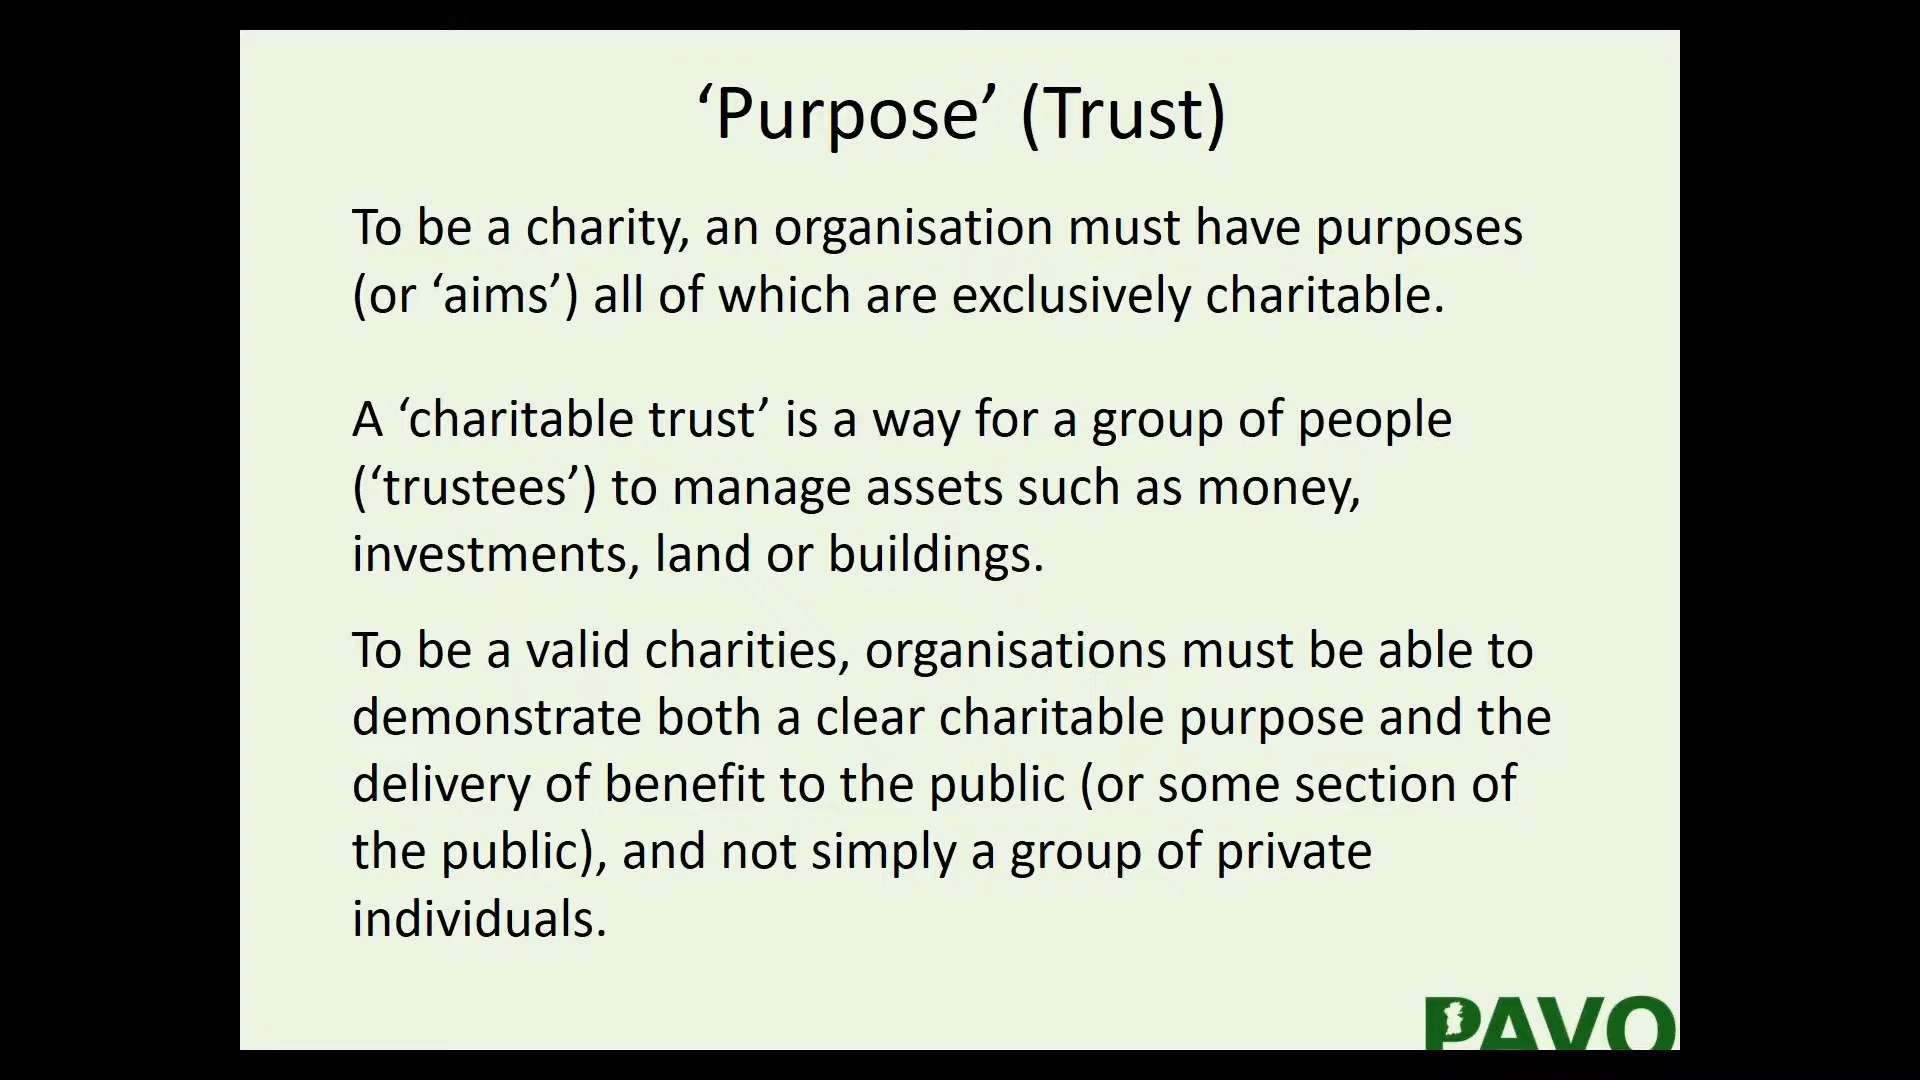 ‘Purpose’ (Trust)
To be a charity, an organisation must have purposes
(or ‘aims’) all of which are exclusively charitable.
A ‘charitable trust’ is a way for a group of people
(‘trustees’) to manage assets such as money,
investments, land or buildings.
To be a valid charities, organisations must be able to
demonstrate both a clear charitable purpose and the
delivery of benefit to the public (or some section of
the public), and not simply a group of private
individuals.
PAVO